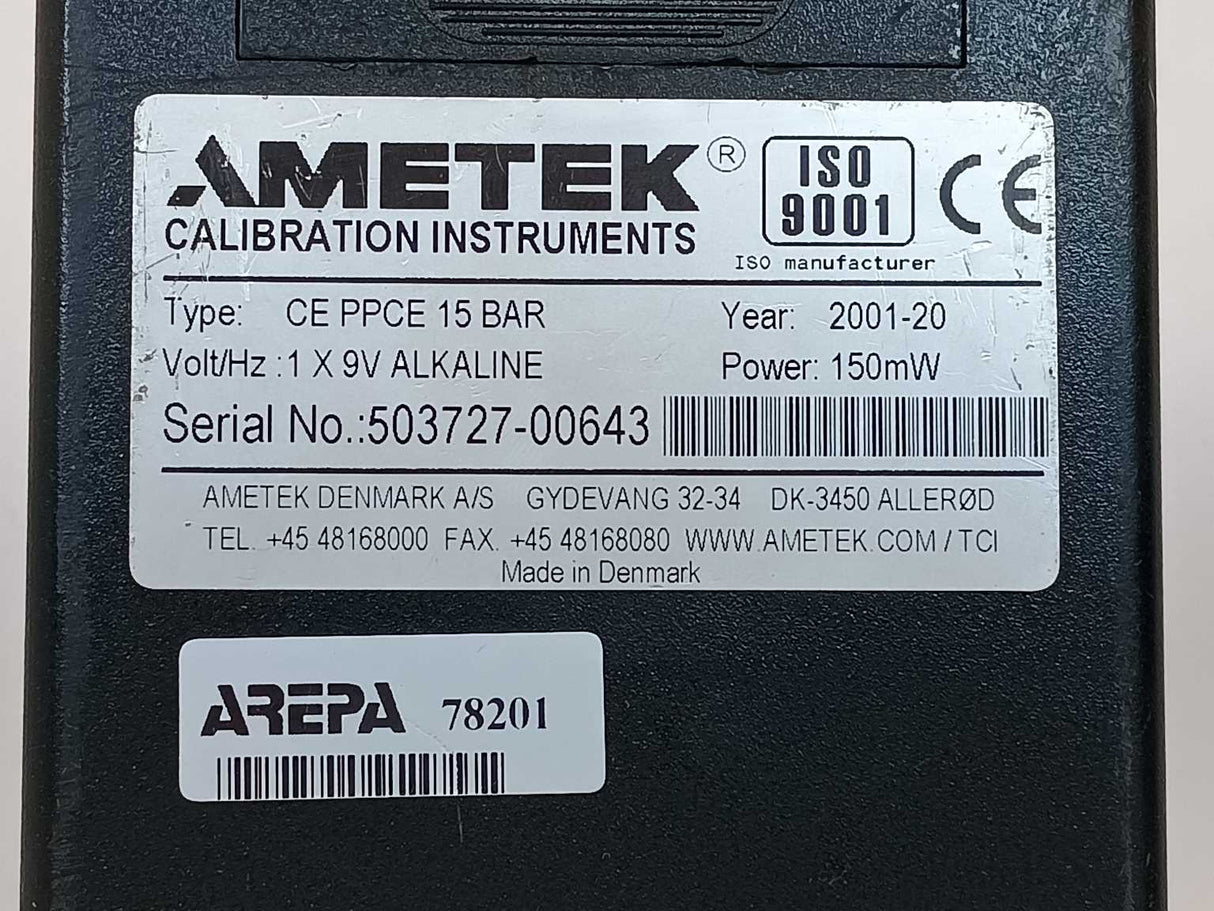 AMETEK® ISO 9001 CE
CALIBRATION INSTRUMENTS
ISO manufacturer
Type: CE PPCE 15 BAR Year: 2001-20
Volt/Hz :1 X 9V ALKALINE Power: 150mW
Serial No.:503727-00643
AMETEK DENMARK A/S GYDEVANG 32-34 DK-3450 ALLERØD
TEL. +45 48168000 FAX. +45 48168080 WWW.AMETEK.COM/TCI
Made in Denmark
AREPA 78201